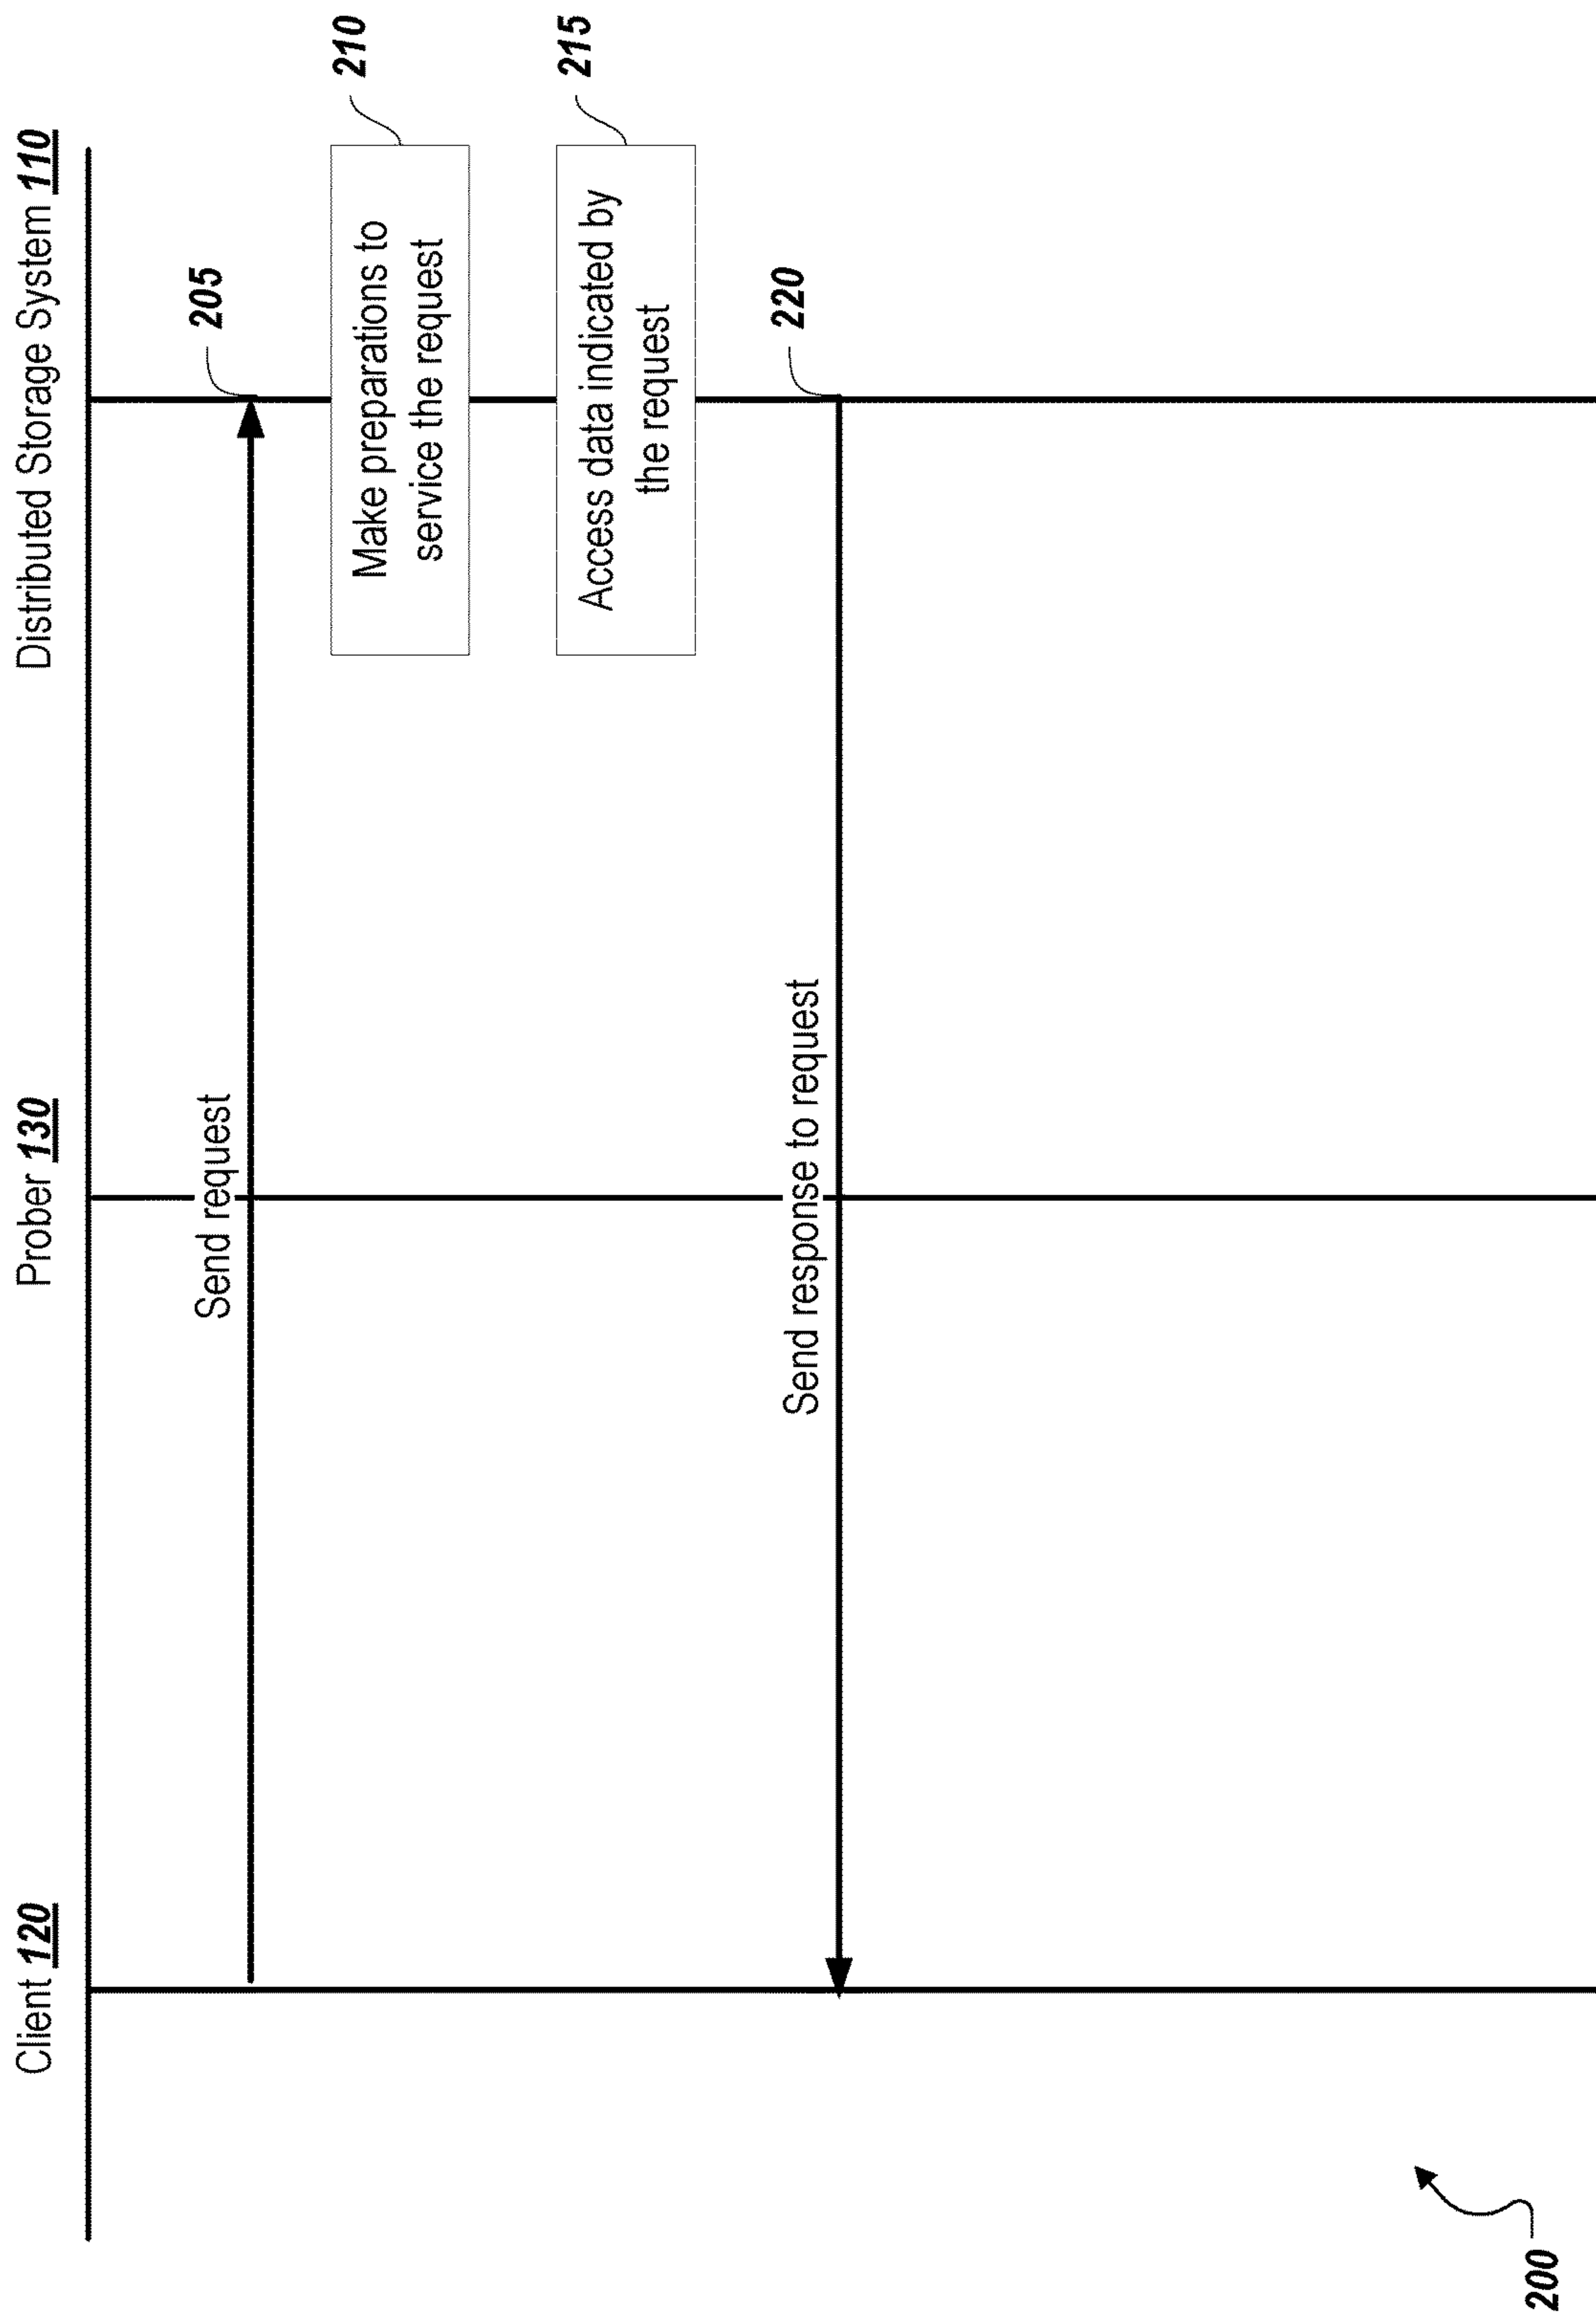 Client 120
Prober 130
Distributed Storage System 110
Send request
205
Make preparations to
service the request
210
Access data indicated by
the request
215
Send response to request
220
200